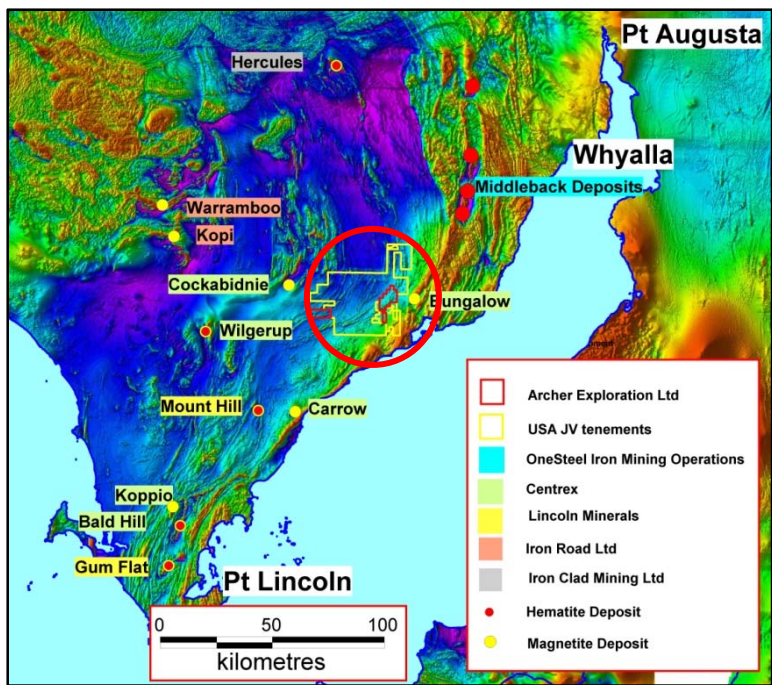 Pt Augusta
Hercules
Whyalla
Middleback Deposits
Warramboo
Kopi
Cockabidnie
Bungalow
Wilgerup
Mount Hill
Carrow
Koppio
Bald Hill
Gum Flat
Pt Lincoln
0 50 100
kilometres
Archer Exploration Ltd
USA JV tenements
OneSteel Iron Mining Operations
Centrex
Lincoln Minerals
Iron Road Ltd
Iron Clad Mining Ltd
Hematite Deposit
Magnetite Deposit